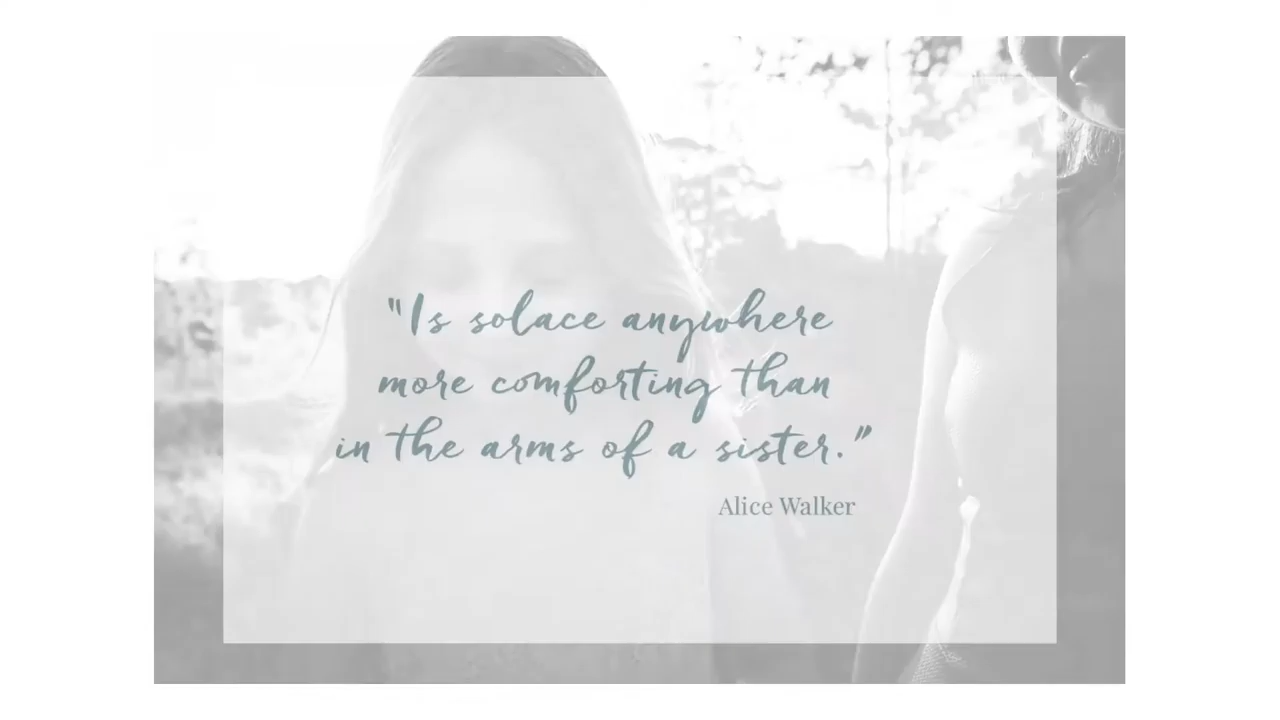 "Is solace anywhere
more comforting than
in the arms of a sister."
Alice Walker